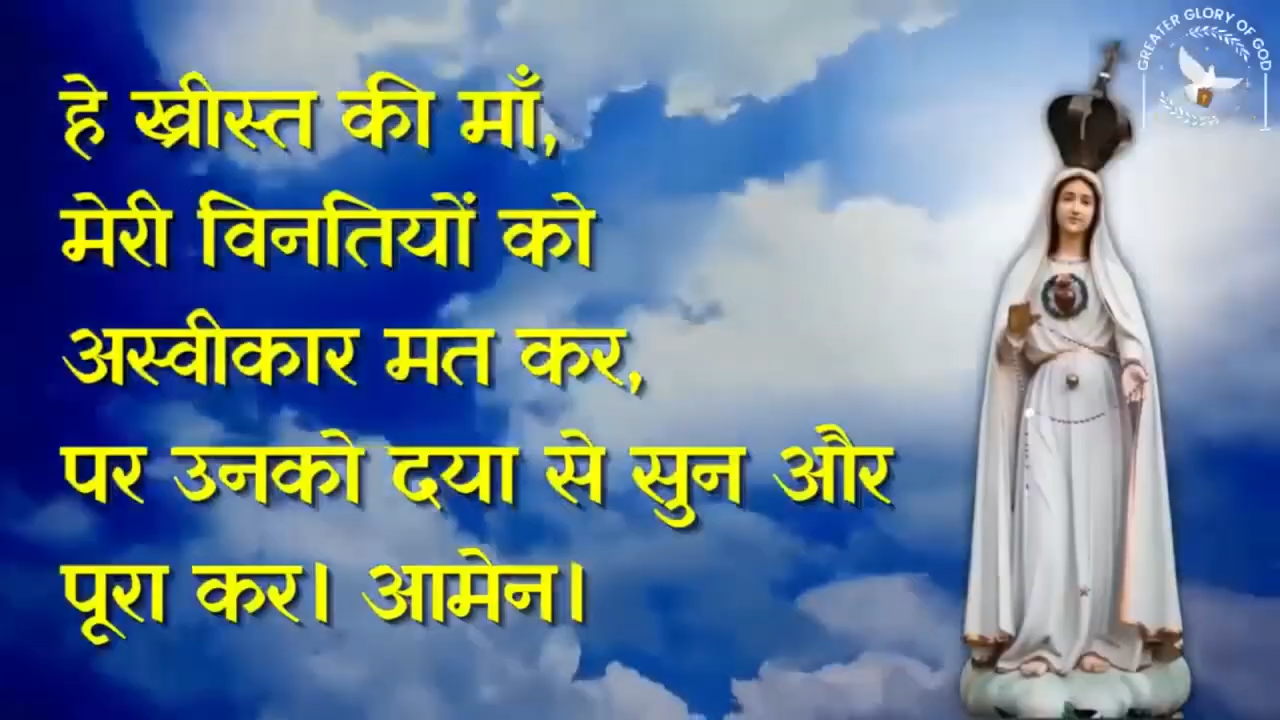 हे ख्रीस्त की माँ,
मेरी विनतियों को
अस्वीकार मत कर,
पर उनको दया से सुन और
पूरा कर। आमेन।
GREATER GLORY OF GOD